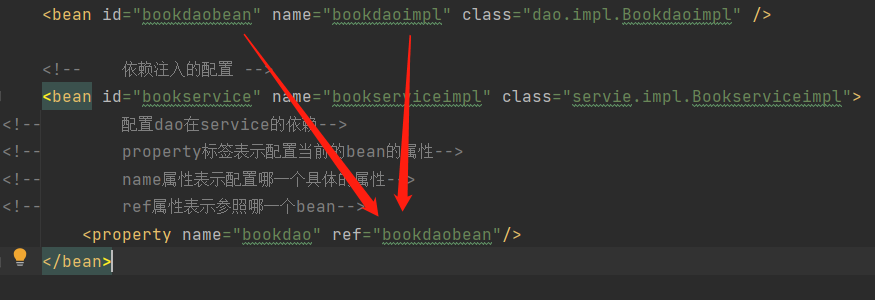 <bean id="bookdaobean" name="bookdaoimpl" class="dao.impl.Bookdaoimpl" />
<!-- 依赖注入的配置 -->
<bean id="bookservice" name="bookserviceimpl" class="servie.impl.Bookserviceimpl">
<!-- 配置dao在service的依赖-->
<!-- property标签表示配置当前的bean的属性-->
<!-- name属性表示配置哪一个具体的属性-->
<!-- ref属性表示参照哪一个bean-->
<property name="bookdao" ref="bookdaobean"/>
</bean>